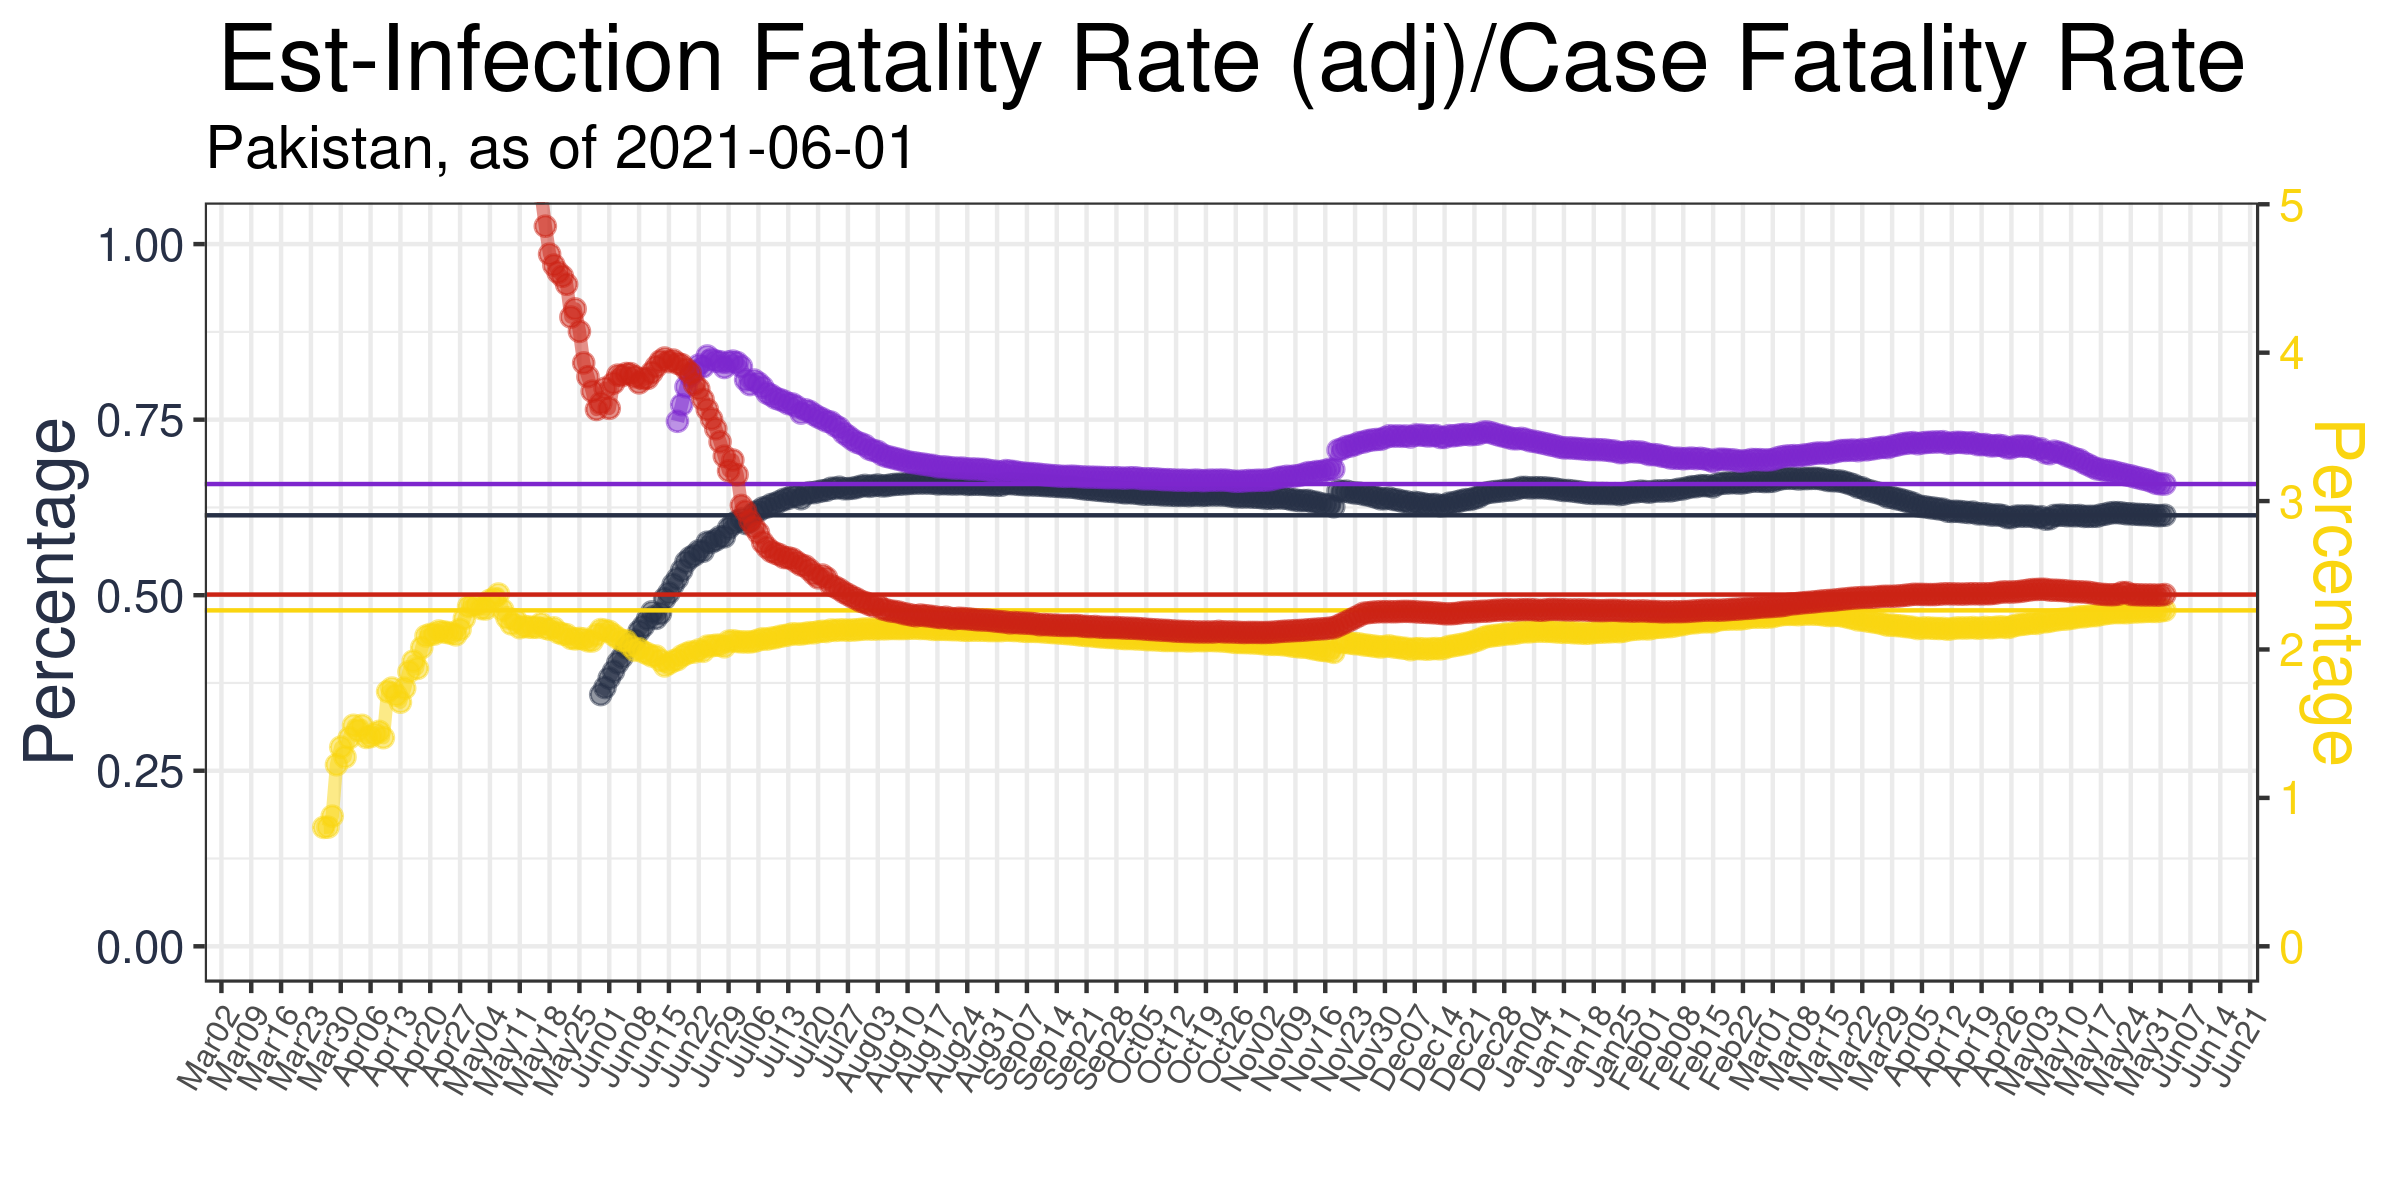 Est-Infection Fatality Rate (adj)/Case Fatality Rate
Pakistan, as of 2021-06-01
Percentage
1.00
0.75
0.50
0.25
0.00
5
4
3
2
1
0
Percentage
Mar02
Mar09
Mar16
Mar23
Mar30
Apr06
Apr13
Apr20
Apr27
May04
May11
May18
May25
Jun01
Jun08
Jun15
Jun22
Jun29
Jul06
Jul13
Jul20
Jul27
Aug03
Aug10
Aug17
Aug24
Aug31
Sep07
Sep14
Sep21
Sep28
Oct05
Oct12
Oct19
Oct26
Nov02
Nov09
Nov16
Nov23
Nov30
Dec07
Dec14
Dec21
Dec28
Jan04
Jan11
Jan18
Jan25
Feb01
Feb08
Feb15
Feb22
Mar01
Mar08
Mar15
Mar22
Mar29
Apr05
Apr12
Apr19
Apr26
May03
May10
May17
May24
May31
Jun07
Jun14
Jun21